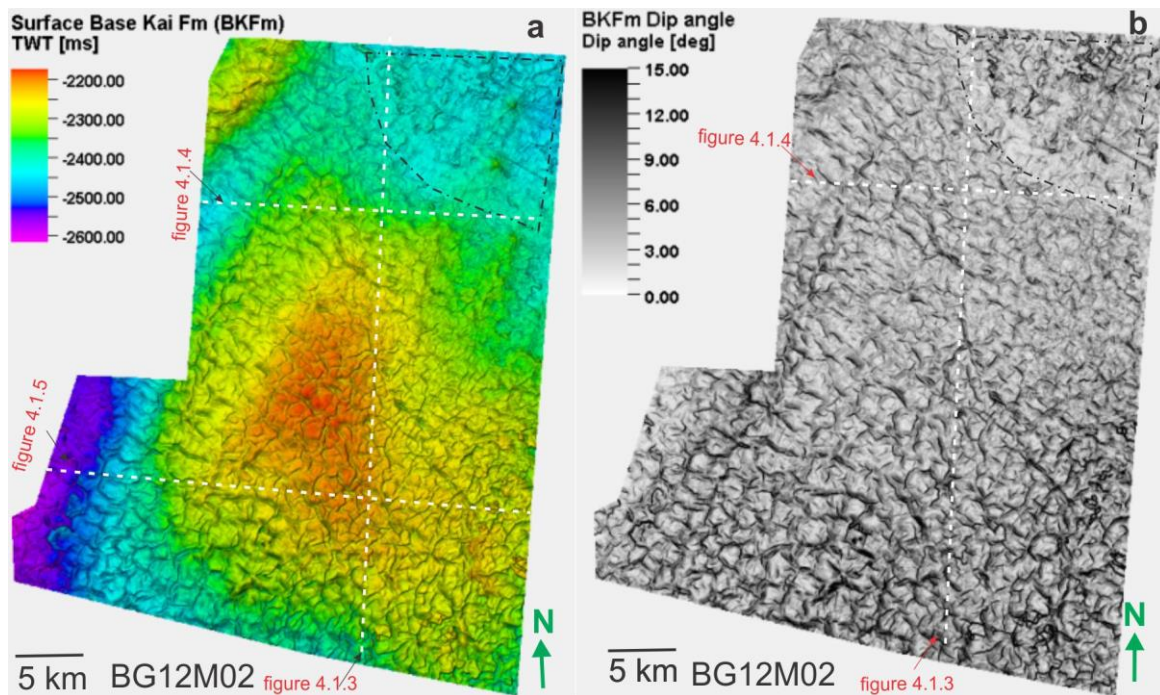 Surface Base Kai Fm (BKFm)
TWT [ms]
a
-2200.00
-2300.00
-2400.00
-2500.00
-2600.00
figure 4.1.4
figure 4.1.5
5 km
BG12M02
figure 4.1.3
N
BKFm Dip angle
Dip angle [deg]
b
15.00
12.00
9.00
6.00
3.00
0.00
figure 4.1.4
5 km
BG12M02
figure 4.1.3
N